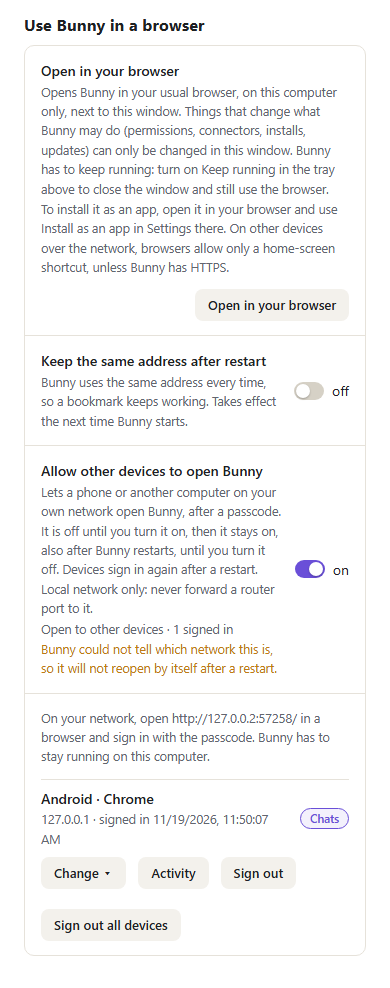 Use Bunny in a browser
Open in your browser
Opens Bunny in your usual browser, on this computer
only, next to this window. Things that change what
Bunny may do (permissions, connectors, installs,
updates) can only be changed in this window. Bunny
has to keep running: turn on Keep running in the tray
above to close the window and still use the browser.
To install it as an app, open it in your browser and use
Install as an app in Settings there. On other devices
over the network, browsers allow only a home-screen
shortcut, unless Bunny has HTTPS.
Open in your browser
Keep the same address after restart
Bunny uses the same address every time,
so a bookmark keeps working. Takes effect
the next time Bunny starts.
off
Allow other devices to open Bunny
Lets a phone or another computer on your
own network open Bunny, after a passcode.
It is off until you turn it on, then it stays on,
also after Bunny restarts, until you turn it
off. Devices sign in again after a restart.
Local network only: never forward a router
port to it.
on
Open to other devices · 1 signed in
Bunny could not tell which network this is,
so it will not reopen by itself after a restart.
On your network, open http://127.0.0.2:57258/ in a
browser and sign in with the passcode. Bunny has to
stay running on this computer.
Android · Chrome
127.0.0.1 · signed in 11/19/2026, 11:50:07
AM
Chats
Change
Activity
Sign out
Sign out all devices